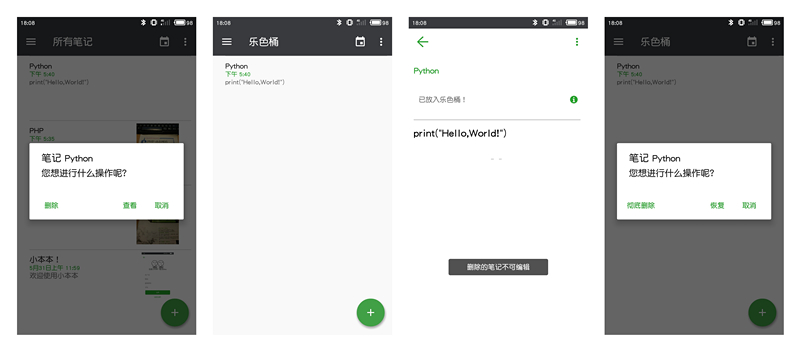 18:08
98
所有笔记
Python
下午 5:40
print("Hello,World!")
PHP
下午 5:35
笔记 Python
您想进行什么操作呢?
删除
查看
取消
小本本！
5月31日上午 11:59
欢迎使用小本本
18:08
98
乐色桶
Python
下午 5:40
print("Hello,World!")
18:08
98
Python
已放入乐色桶！
print("Hello,World!")
删除的笔记不可编辑
18:08
98
乐色桶
Python
下午 5:40
print("Hello,World!")
笔记 Python
您想进行什么操作呢?
彻底删除
恢复
取消